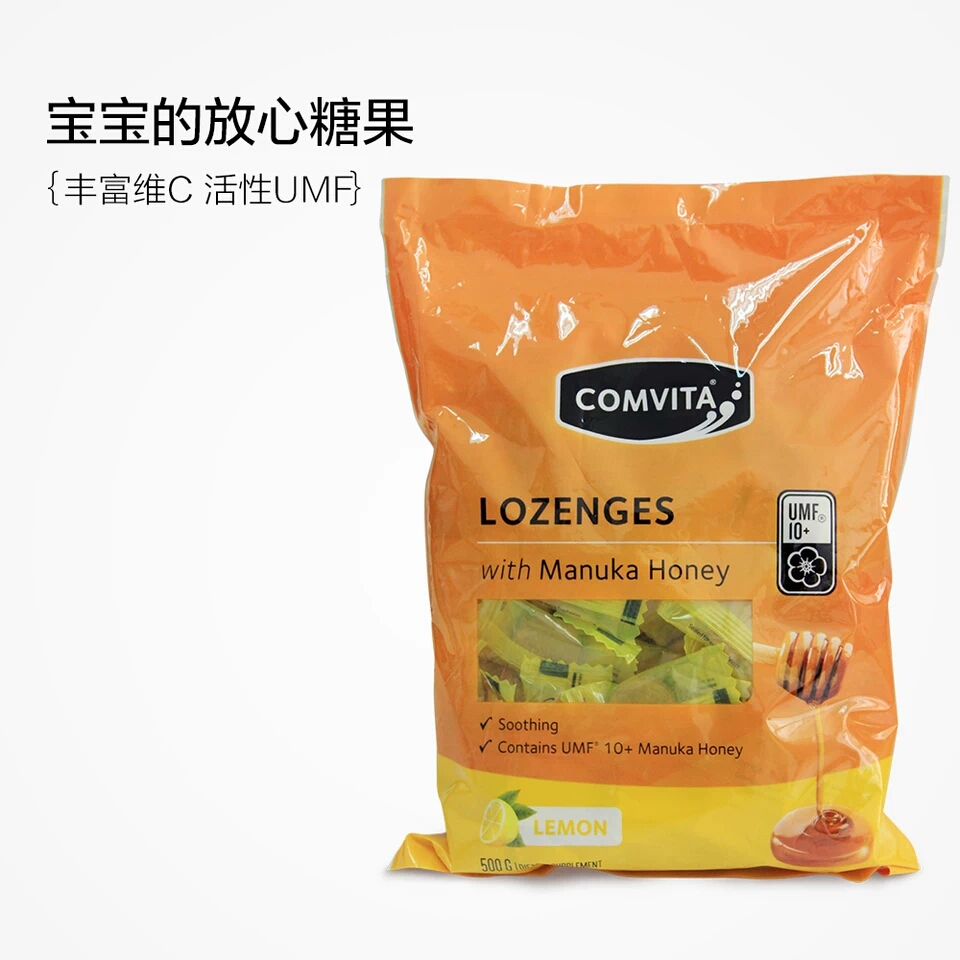 宝宝的放心糖果
{丰富维C 活性UMF}
COMVITA®
LOZENGES
with Manuka Honey
UMF®
10+
✓ Soothing
✓ Contains UMF® 10+ Manuka Honey
LEMON
500 G